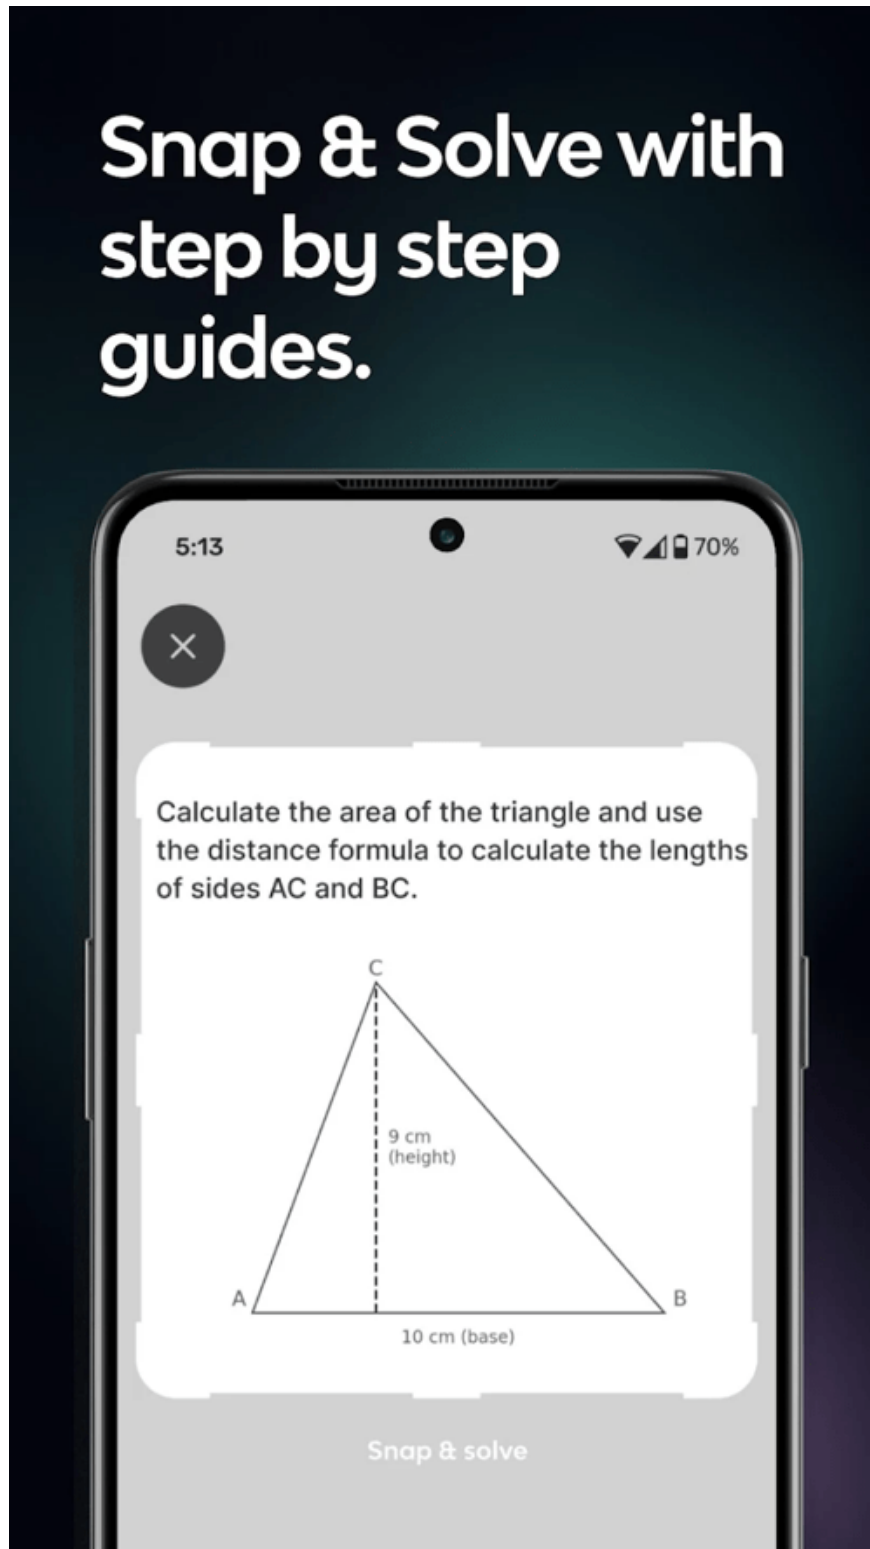 Snap & Solve with
step by step
guides.
5:13
70%
Calculate the area of the triangle and use
the distance formula to calculate the lengths
of sides AC and BC.
C
9 cm
(height)
A
B
10 cm (base)
Snap & solve